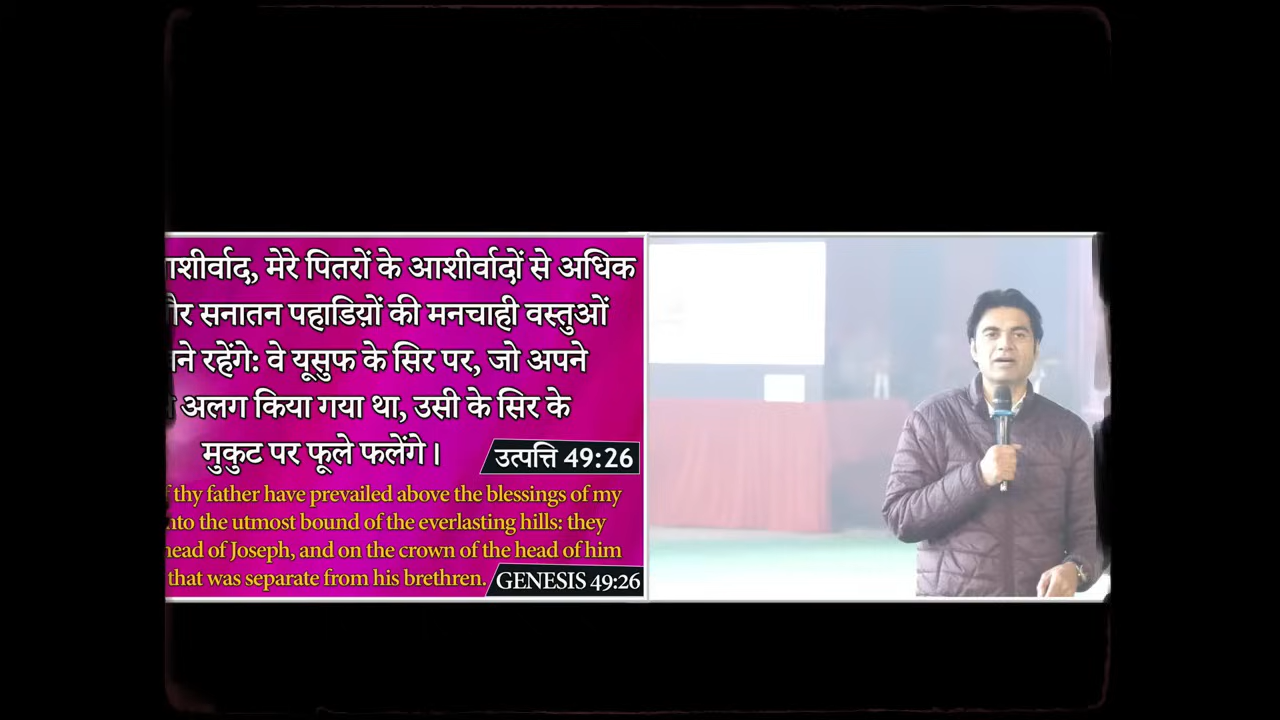 मेरे पितरों के आशीर्वादों से अधिक
सनातन पहाडिय़ों की मनचाही वस्तुओं
रहेंगे: वे यूसुफ के सिर पर, जो अपने
अलग किया गया था, उसी के सिर के
मुकुट पर फूले फलेंगे।
उत्पत्ति 49:26
thy father have prevailed above the blessings of my
the utmost bound of the everlasting hills: they
of Joseph, and on the crown of the head of him
that was separate from his brethren.
GENESIS 49:26